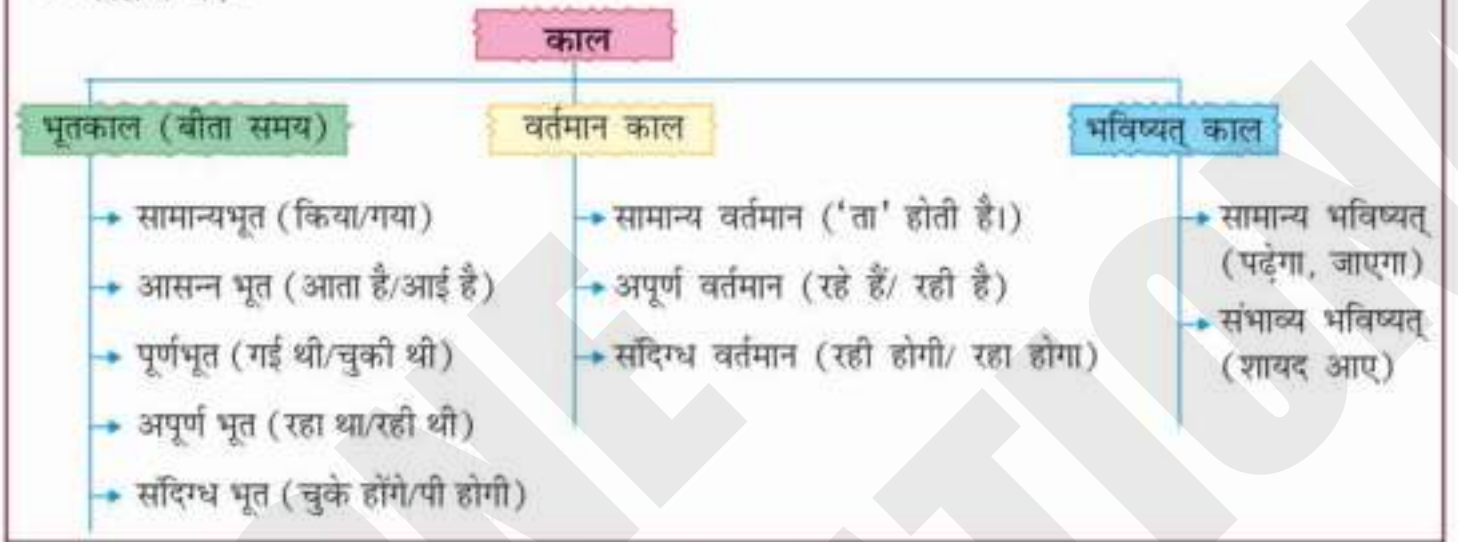 काल
भूतकाल (बीता समय)
वर्तमान काल
भविष्यत् काल
सामान्यभूत (किया/गया)
आसन्न भूत (आता है/आई है)
पूर्णभूत (गई थी/चुकी थी)
अपूर्ण भूत (रहा था/रही थी)
संदिग्ध भूत (चुके होंगे/पी होगी)
सामान्य वर्तमान ('ता' होती है।)
अपूर्ण वर्तमान (रहे हैं/ रही है)
संदिग्ध वर्तमान (रही होगी/ रहा होगा)
सामान्य भविष्यत्
(पढ़ेगा, जाएगा)
संभाव्य भविष्यत्
(शायद आए)